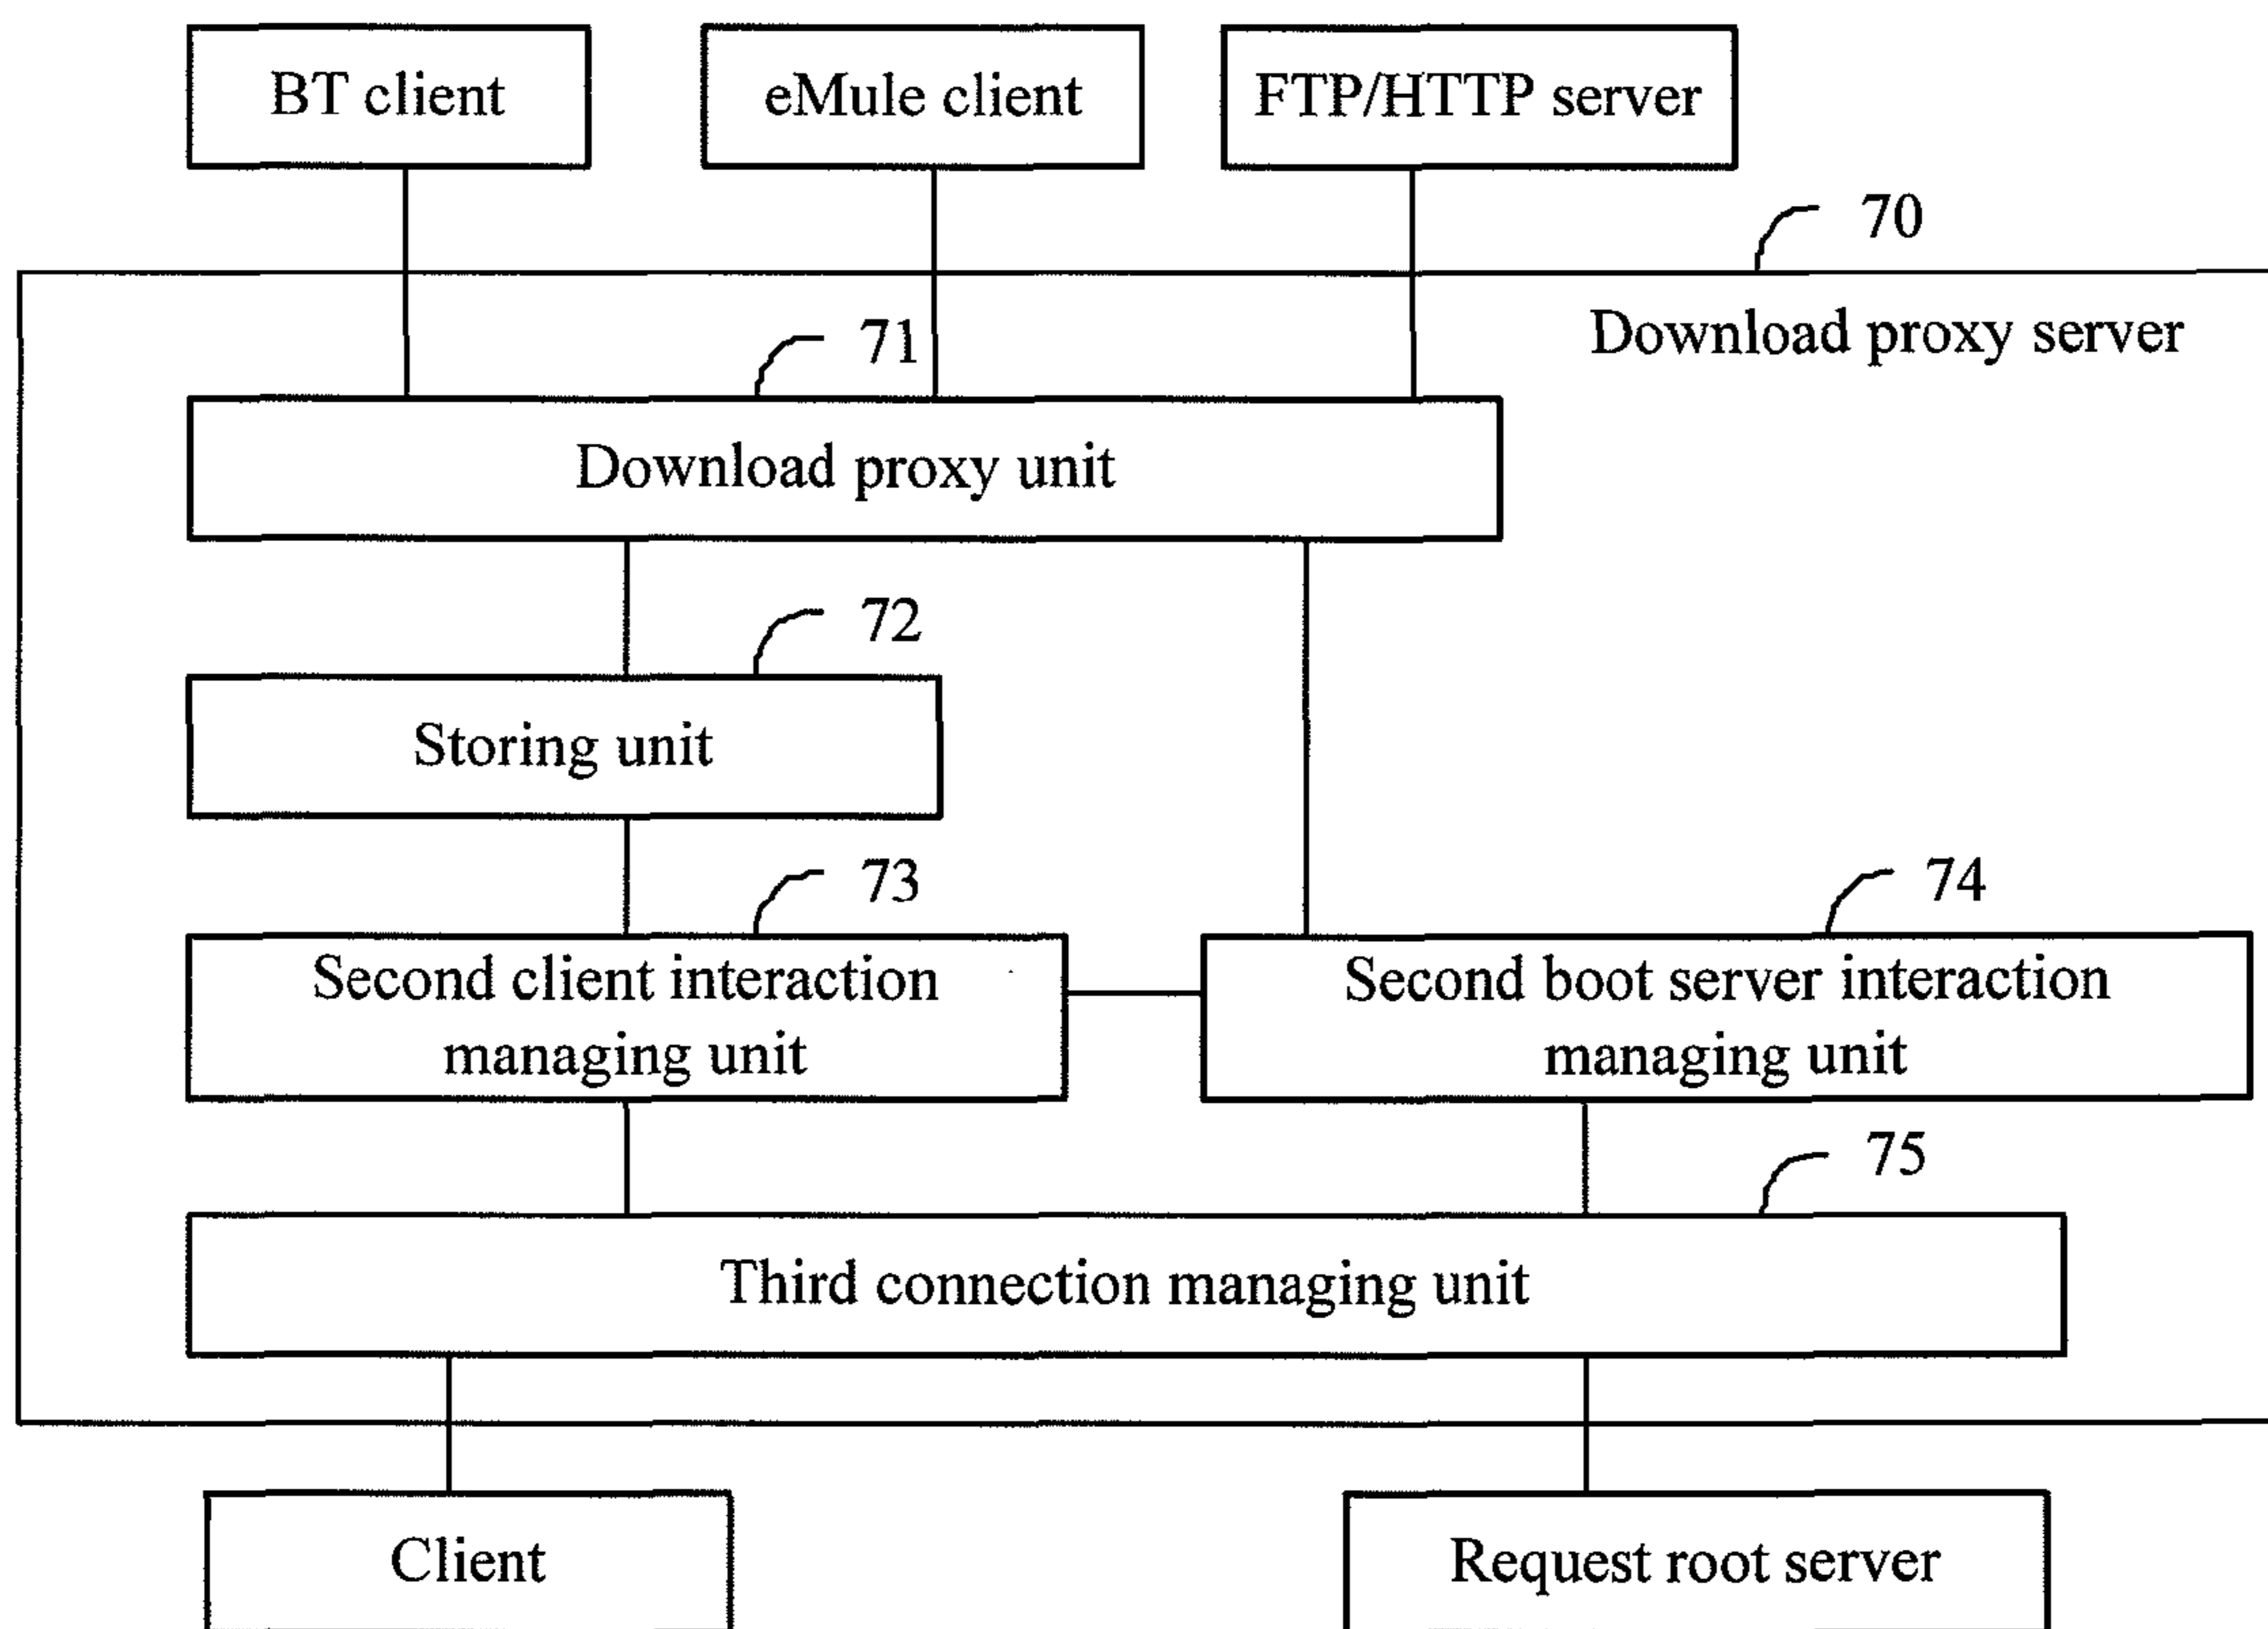 BT client
eMule client
FTP/HTTP server
70
Download proxy server
71
Download proxy unit
72
Storing unit
73
74
Second client interaction
managing unit
Second boot server interaction
managing unit
75
Third connection managing unit
Client
Request root server